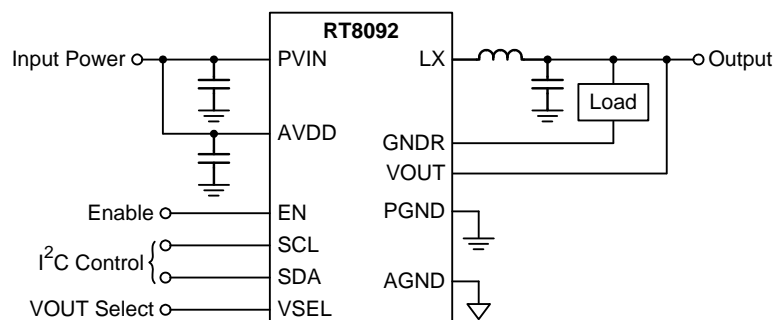 RT8092
Input Power
PVIN
LX
Output
Load
AVDD
GNDR
VOUT
Enable
EN
PGND
SCL
I²C Control
SDA
AGND
VOUT Select
VSEL